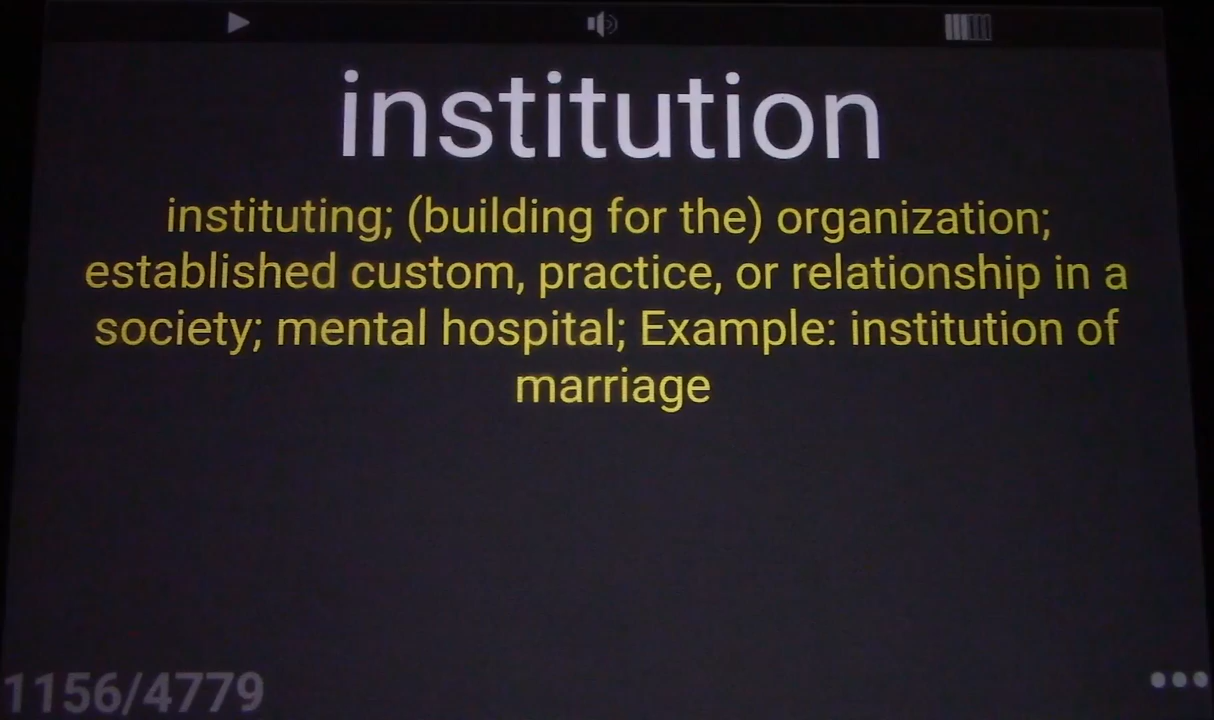 institution
instituting; (building for the) organization;
established custom, practice, or relationship in a
society; mental hospital; Example: institution of
marriage
1156/4779